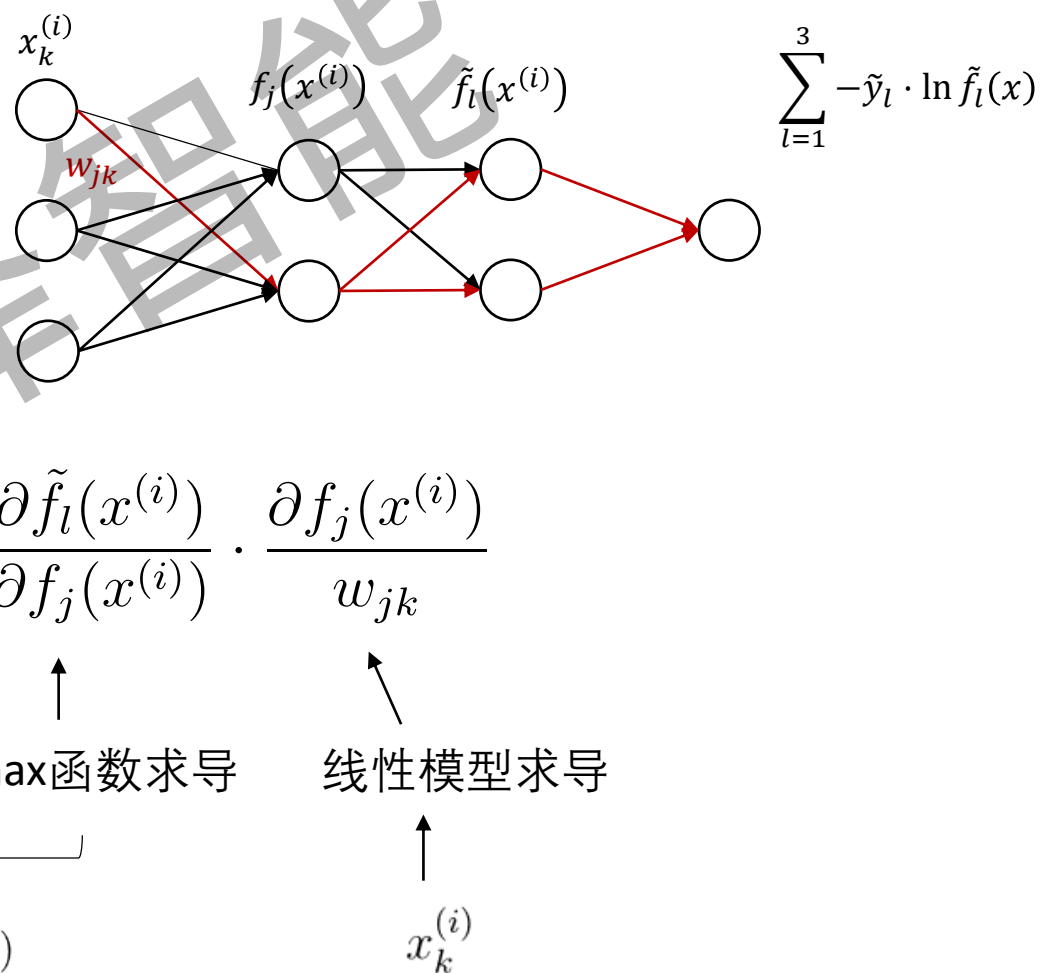 x_k^{(i)}
f_j(x^{(i)})
\tilde{f}_l(x^{(i)})
\sum_{l=1}^{3} -\tilde{y}_l \cdot \ln \tilde{f}_l(x)
w_{jk}
智能
\frac{\partial \tilde{f}_l(x^{(i)})}{\partial f_j(x^{(i)})} \cdot \frac{\partial f_j(x^{(i)})}{w_{jk}}
ax函数求导
线性模型求导
)
x_k^{(i)}